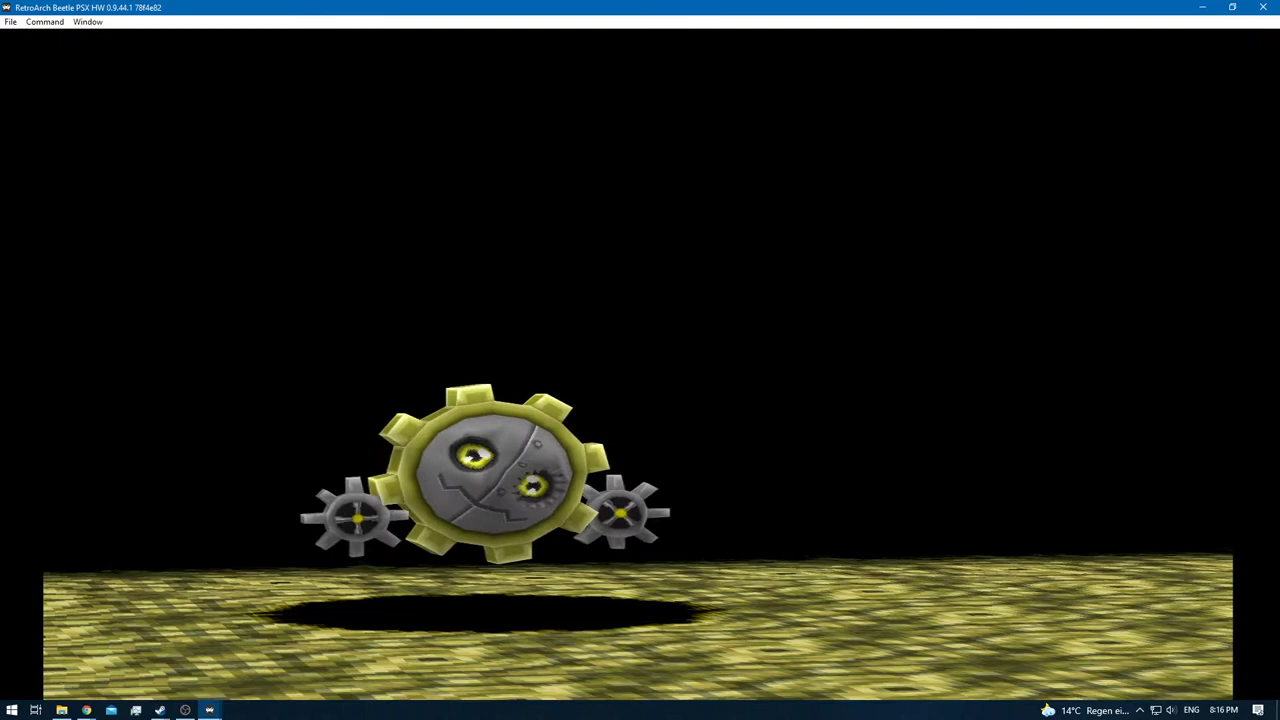 RetroArch Beetle PSX HW 0.9.44.1 78f4e82
File Command Window
14°C Regen ei... ENG 8:16 PM